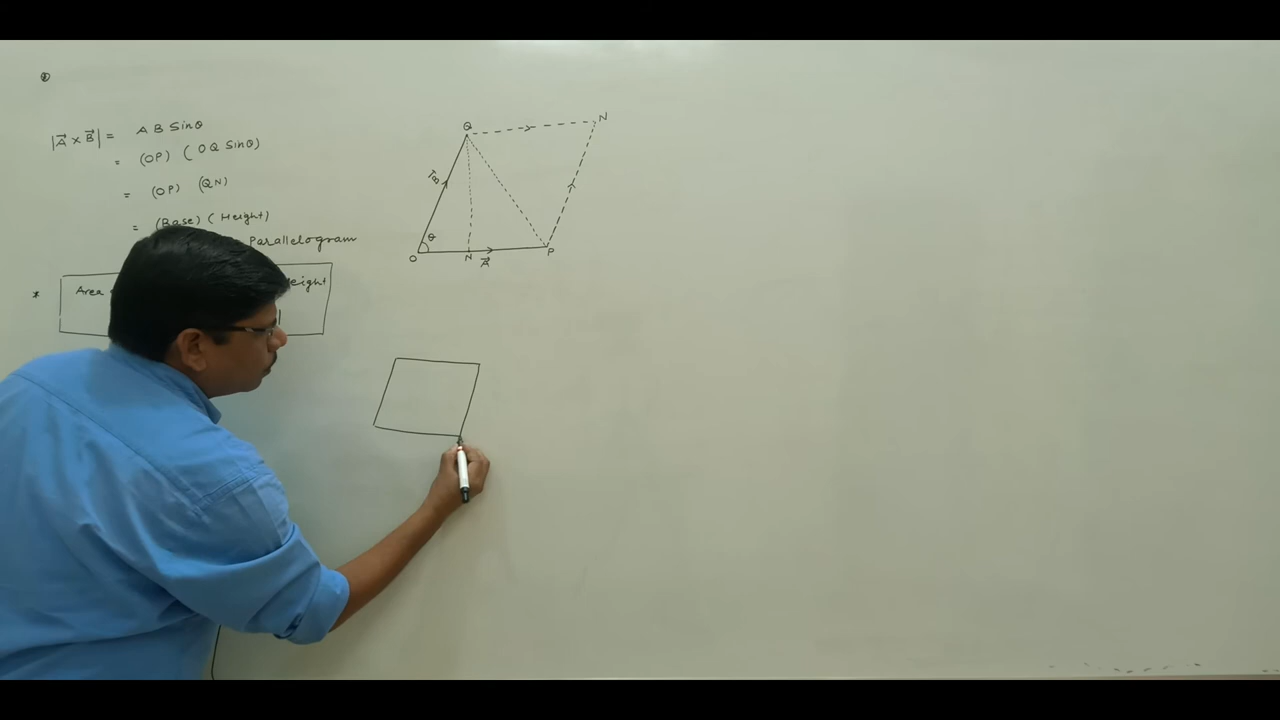 |A⃗ × B⃗| = A B Sinθ
= (OP) ( OQ Sinθ)
= (OP) (QN)
= (Base) ( Height)
Parallelogram
* Area
eight
Q
N
B⃗
θ
O
N
A⃗
P